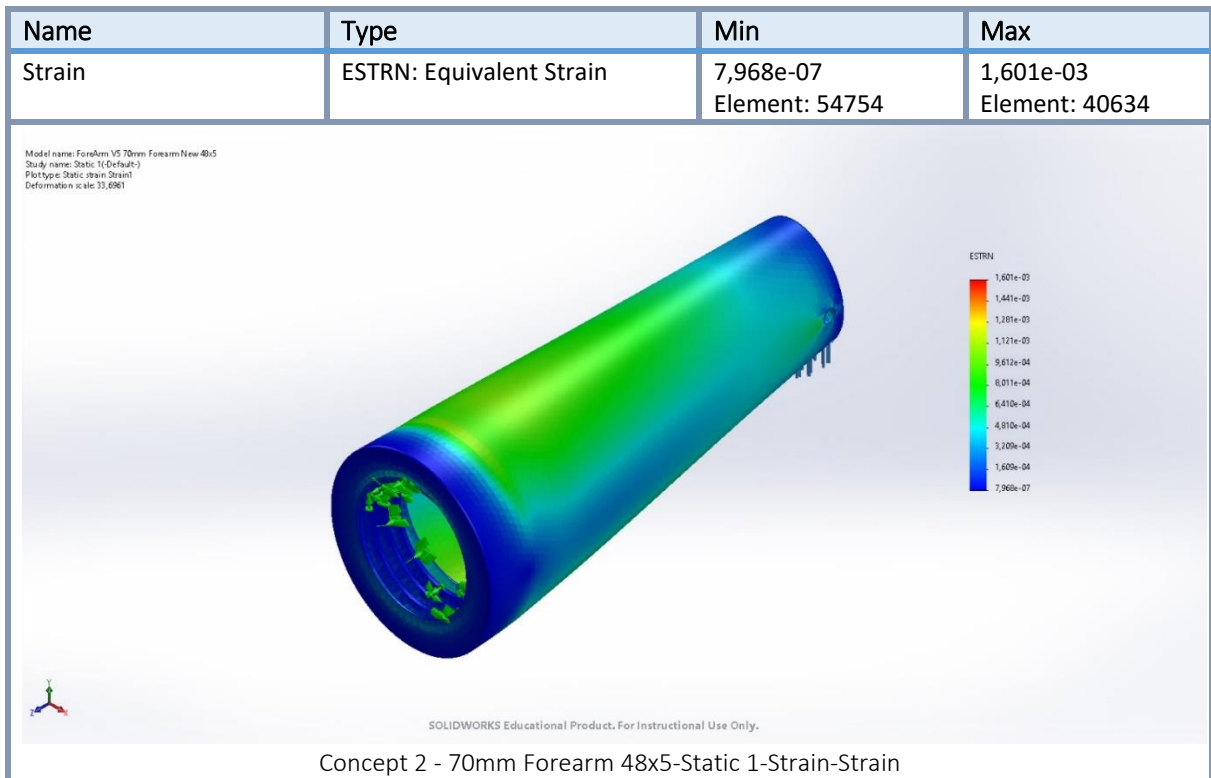 Name Type Min Max
Strain ESTRN: Equivalent Strain 7,968e-07 1,601e-03
Element: 54754 Element: 40634
Model name: ForeArm V5 70mm Forearm New 48x5
Study name: Static 1(-Default-)
Plot type: Static strain Strain1
Deformation scale: 33,6961
ESTRN
1,601e-03
1,441e-03
1,281e-03
1,121e-03
9,612e-04
8,011e-04
6,410e-04
4,810e-04
3,209e-04
1,609e-04
7,968e-07
Y
Z X
SOLIDWORKS Educational Product. For Instructional Use Only.
Concept 2 - 70mm Forearm 48x5-Static 1-Strain-Strain